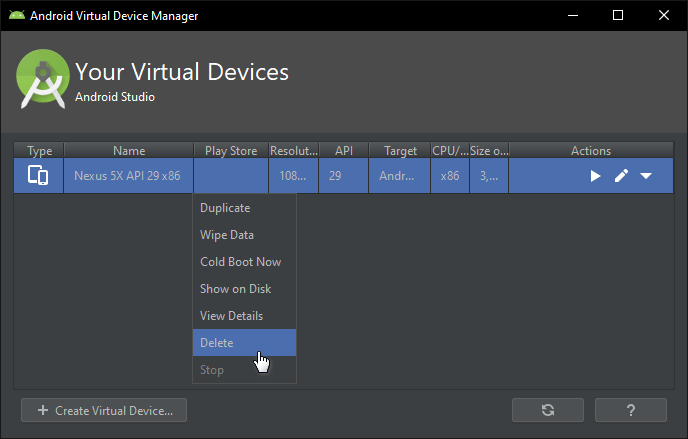 Android Virtual Device Manager
Your Virtual Devices
Android Studio
Type Name Play Store Resolut... API Target CPU/... Size o... Actions
Nexus 5X API 29 x86 108... 29 Andr... x86 3,...
Duplicate
Wipe Data
Cold Boot Now
Show on Disk
View Details
Delete
Stop
+ Create Virtual Device... ?